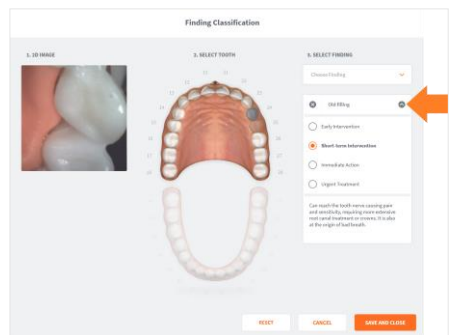 Finding Classification
1. 2D IMAGE
2. SELECT TOOTH
3. SELECT FINDING
Choose Finding
Old filling
Early Intervention
Short-term Intervention
Immediate Action
Urgent Treatment
Can reach the tooth nerve causing pain
and sensitivity, requiring more extensive
root canal treatment or crowns. It is also
at the origin of bad breath.
RESET
CANCEL
SAVE AND CLOSE